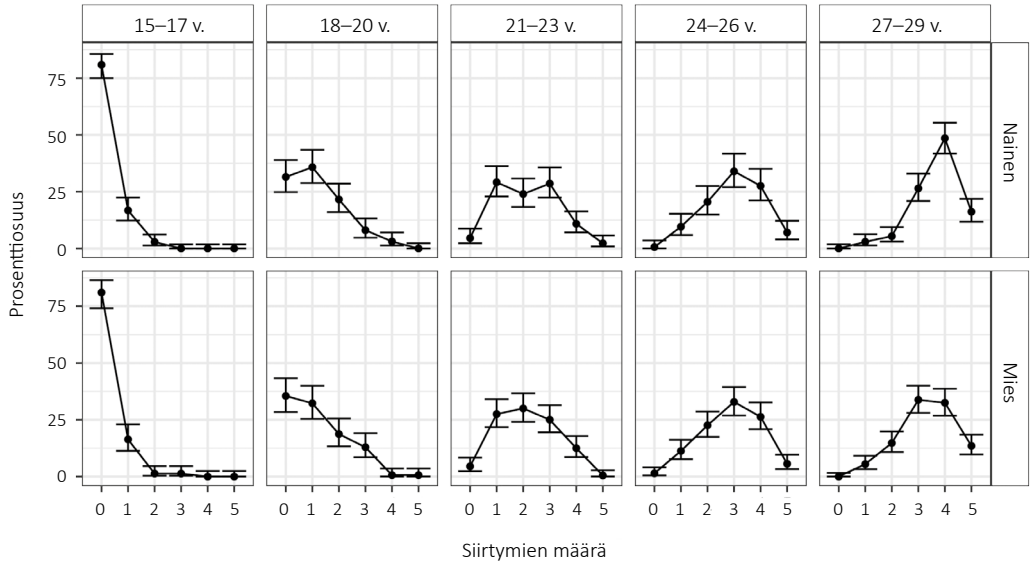 15–17 v. 18–20 v. 21–23 v. 24–26 v. 27–29 v.
75
50
25
0
Nainen
Prosenttiosuus
75
50
25
0
Mies
0 1 2 3 4 5 0 1 2 3 4 5 0 1 2 3 4 5 0 1 2 3 4 5 0 1 2 3 4 5
Siirtymien määrä